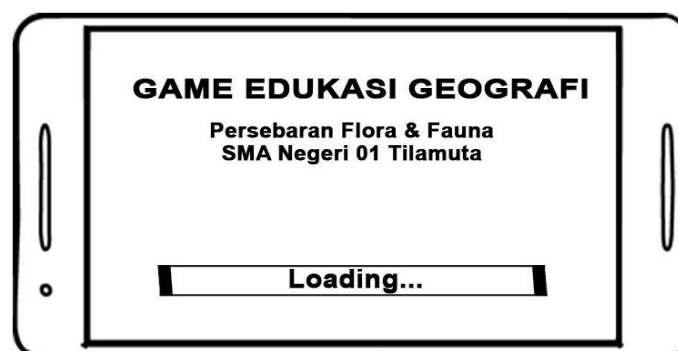 GAME EDUKASI GEOGRAFI
Persebaran Flora & Fauna
SMA Negeri 01 Tilamuta
Loading...